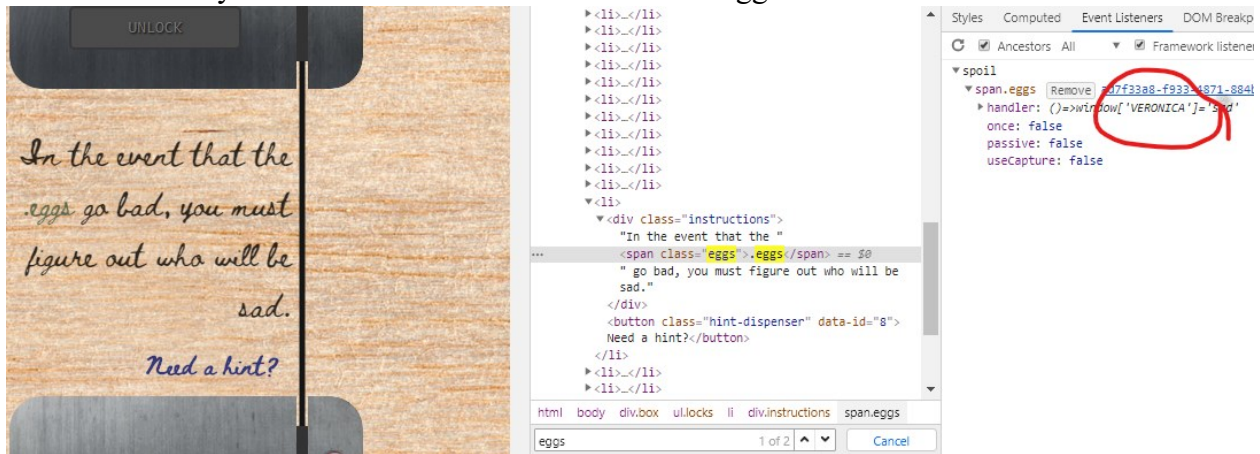 UNLOCK
In the event that the
.eggs go bad, you must
figure out who will be
sad.
Need a hint?
▶<li>…</li>
▶<li>…</li>
▶<li>…</li>
▶<li>…</li>
▶<li>…</li>
▶<li>…</li>
▶<li>…</li>
▶<li>…</li>
▶<li>…</li>
▶<li>…</li>
▼<li>
▼<div class="instructions">
"In the event that the "
... <span class="eggs">.eggs</span> == $0
" go bad, you must figure out who will be
sad."
</div>
<button class="hint-dispenser" data-id="8">
Need a hint?</button>
</li>
▶<li>…</li>
▶<li>…</li>
html body div.box ul.locks li div.instructions span.eggs
eggs 1 of 2 Cancel
Styles Computed Event Listeners DOM Breakp
Ancestors All ▼ Framework listener
▼spoil
▼span.eggs Remove
▶handler: ()=>window['VERONICA']='sad'
once: false
passive: false
useCapture: false